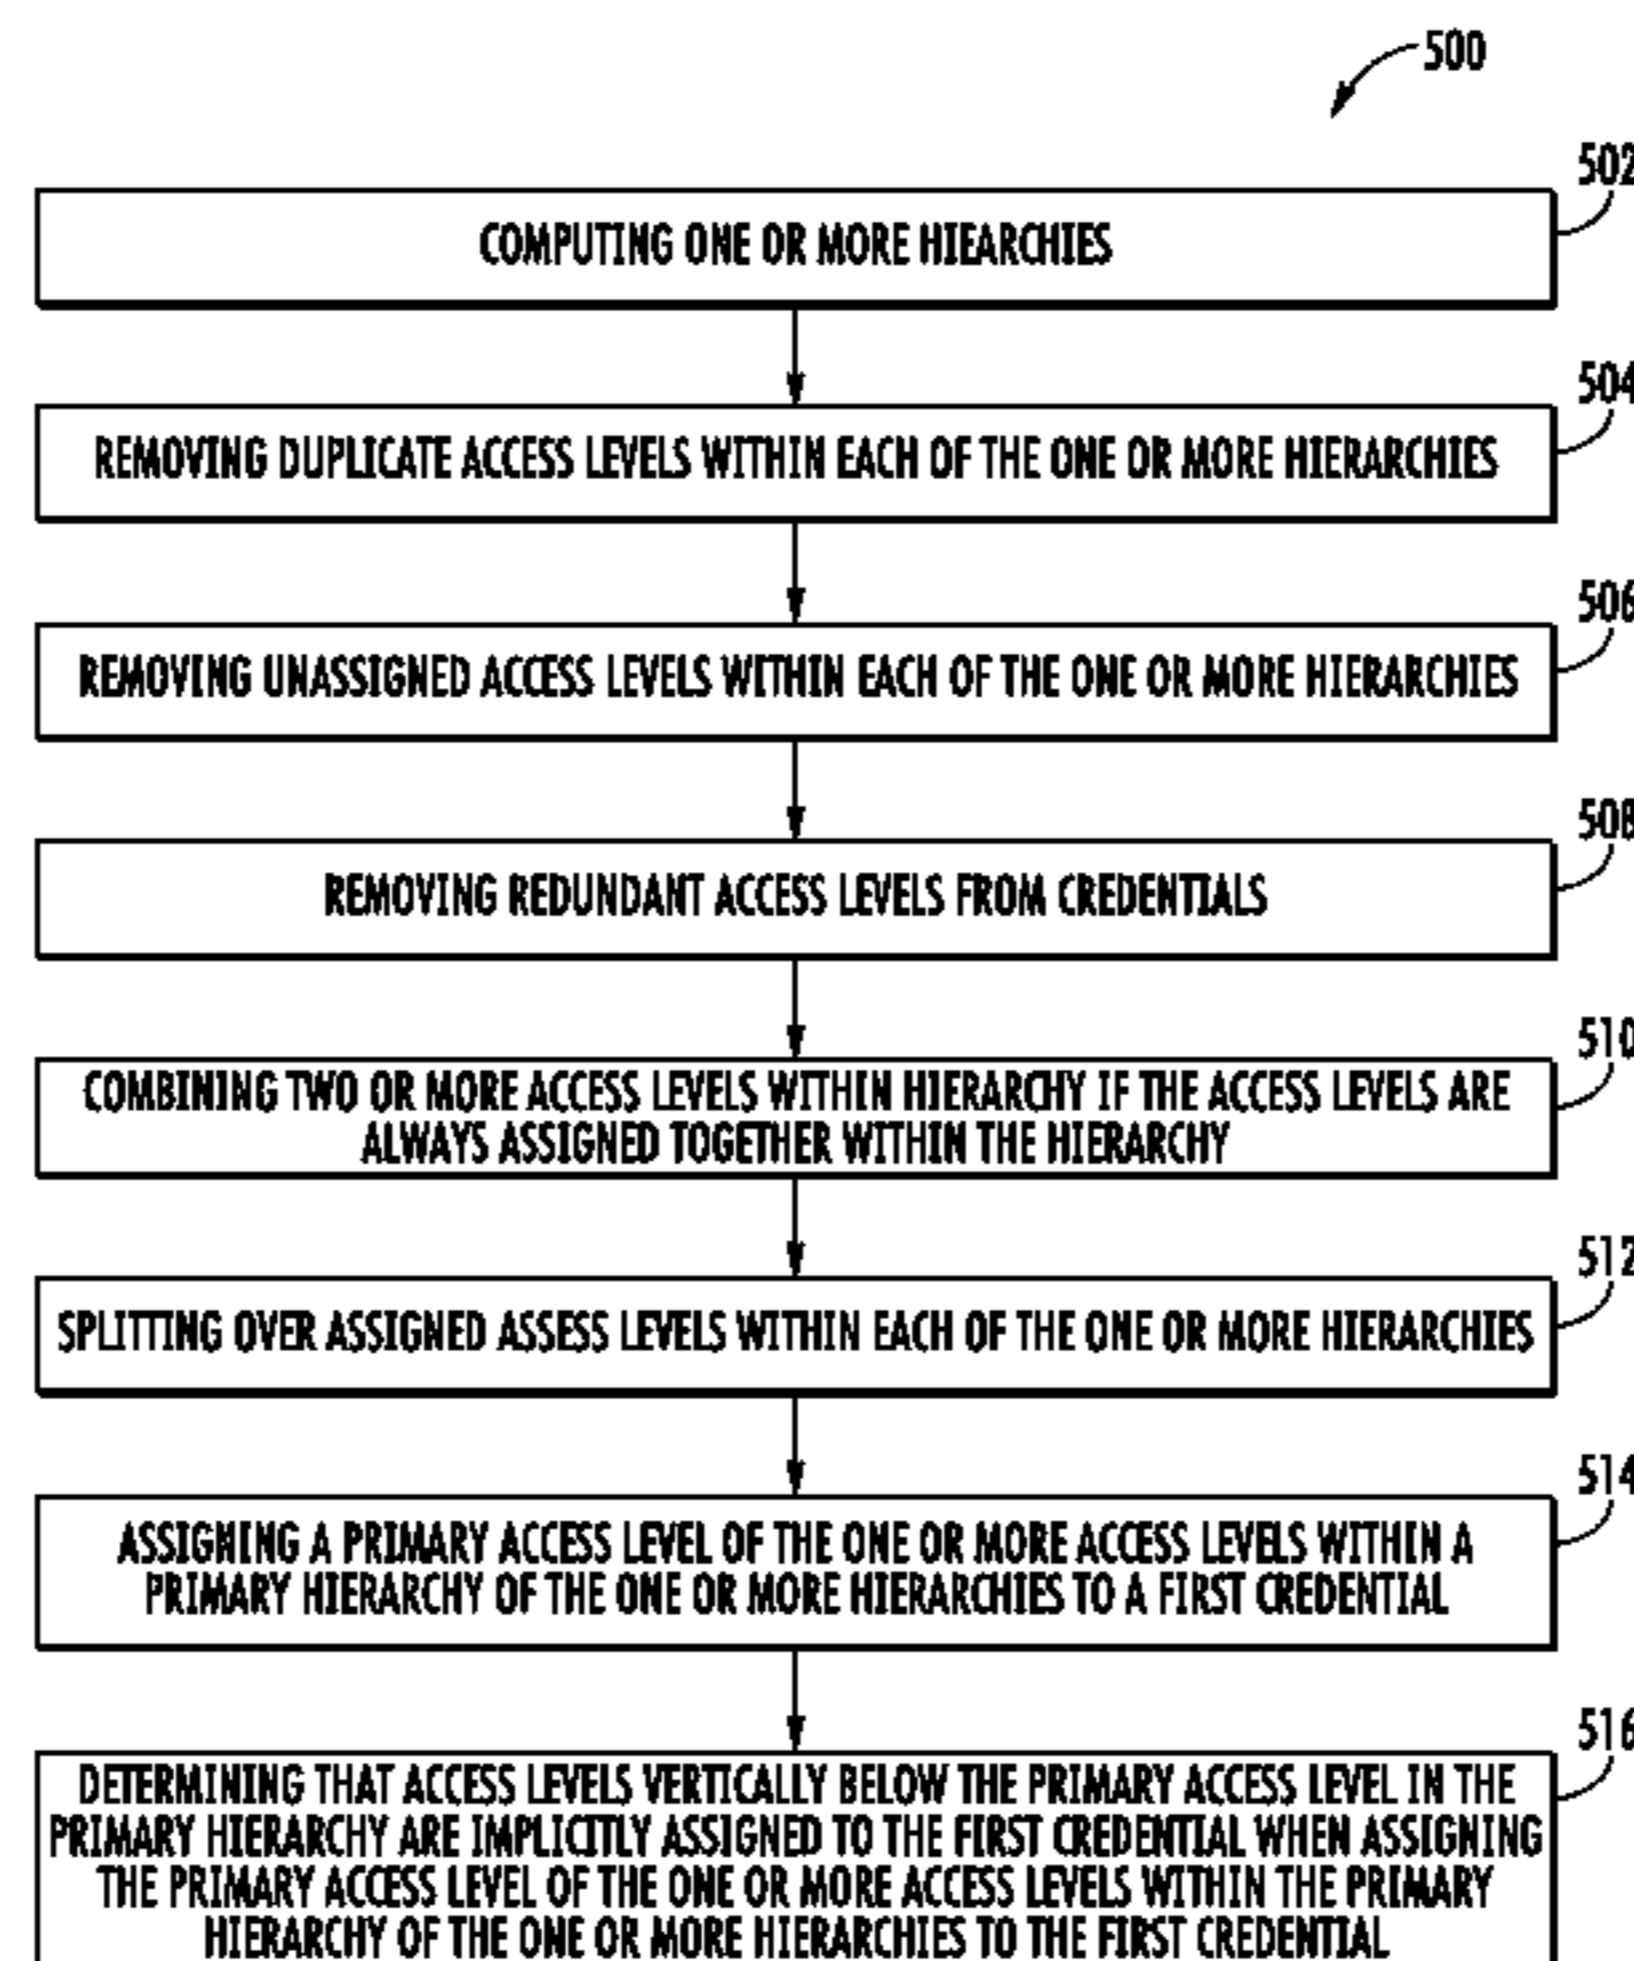 500
502
COMPUTING ONE OR MORE HIEARCHIES
504
REMOVING DUPLICATE ACCESS LEVELS WITHIN EACH OF THE ONE OR MORE HIERARCHIES
506
REMOVING UNASSIGNED ACCESS LEVELS WITHIN EACH OF THE ONE OR MORE HIERARCHIES
508
REMOVING REDUNDANT ACCESS LEVELS FROM CREDENTIALS
510
COMBINING TWO OR MORE ACCESS LEVELS WITHIN HIERARCHY IF THE ACCESS LEVELS ARE
ALWAYS ASSIGNED TOGETHER WITHIN THE HIERARCHY
512
SPLITTING OVER ASSIGNED ASSESS LEVELS WITHIN EACH OF THE ONE OR MORE HIERARCHIES
514
ASSIGNING A PRIMARY ACCESS LEVEL OF THE ONE OR MORE ACCESS LEVELS WITHIN A
PRIMARY HIERARCHY OF THE ONE OR MORE HIERARCHIES TO A FIRST CREDENTIAL
516
DETERMINING THAT ACCESS LEVELS VERTICALLY BELOW THE PRIMARY ACCESS LEVEL IN THE
PRIMARY HIERARCHY ARE IMPLICITLY ASSIGNED TO THE FIRST CREDENTIAL WHEN ASSIGNING
THE PRIMARY ACCESS LEVEL OF THE ONE OR MORE ACCESS LEVELS WITHIN THE PRIMARY
HIERARCHY OF THE ONE OR MORE HIERARCHIES TO THE FIRST CREDENTIAL